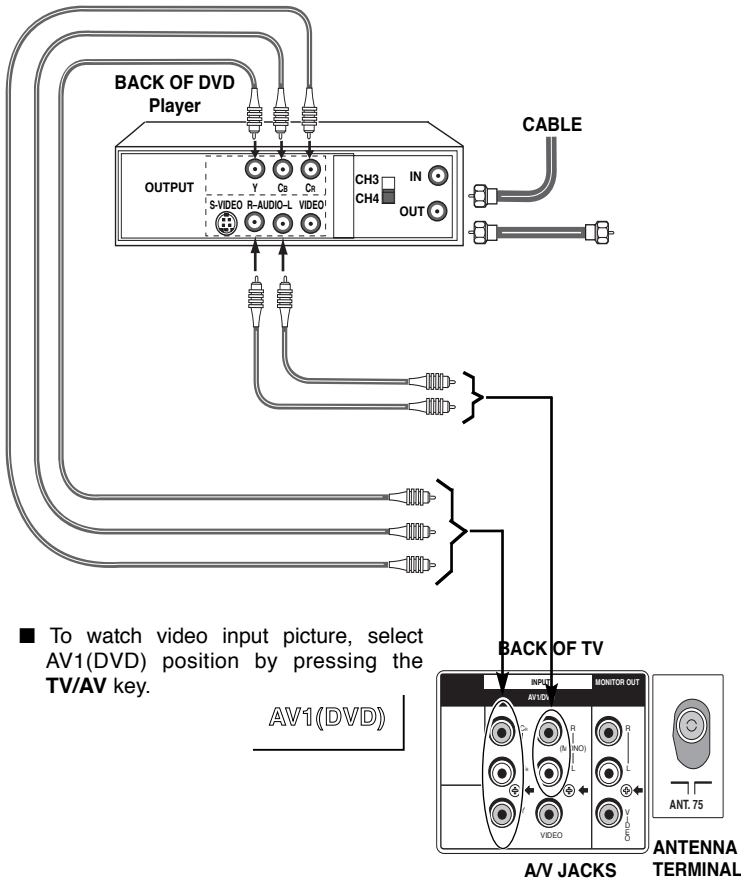 BACK OF DVD
Player
CABLE
OUTPUT
Y CB CR
CH3
CH4
IN
OUT
S-VIDEO R–AUDIO–L VIDEO
■ To watch video input picture, select
AV1(DVD) position by pressing the
TV/AV key.
AV1(DVD)
BACK OF TV
INPUT
MONITOR OUT
R
L
VIDEO
Y
R
L
VIDEO
ANT. 75
A/V JACKS
ANTENNA
TERMINAL